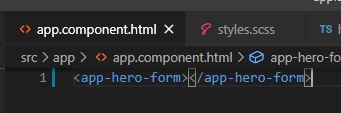 app.component.html × styles.scss
src > app > app.component.html > app-hero-form
1 <app-hero-form></app-hero-form>